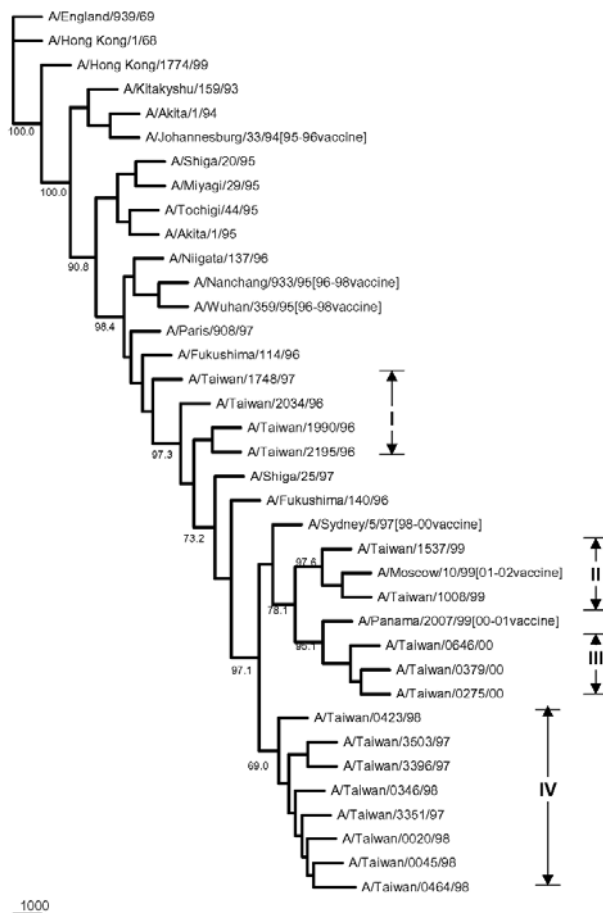 A/England/939/69
A/Hong Kong/1/68
A/Hong Kong/1774/99
A/Kitakyshu/159/93
A/Akita/1/94
100.0
A/Johannesburg/33/94[95-96vaccine]
A/Shiga/20/95
100.0
A/Miyagi/29/95
A/Tochigi/44/95
A/Akita/1/95
A/Niigata/137/96
90.8
A/Nanchang/933/95[96-98vaccine]
A/Wuhan/359/95[96-98vaccine]
98.4
A/Paris/908/97
A/Fukushima/114/96
A/Taiwan/1748/97
A/Taiwan/2034/96
I
A/Taiwan/1990/96
A/Taiwan/2195/96
97.3
A/Shiga/25/97
A/Fukushima/140/96
A/Sydney/5/97[98-00vaccine]
73.2
A/Taiwan/1537/99
97.6
A/Moscow/10/99[01-02vaccine]
II
A/Taiwan/1008/99
78.1
A/Panama/2007/99[00-01vaccine]
A/Taiwan/0646/00
95.1
III
A/Taiwan/0379/00
97.1
A/Taiwan/0275/00
A/Taiwan/0423/98
A/Taiwan/3503/97
A/Taiwan/3396/97
69.0
A/Taiwan/0346/98
IV
A/Taiwan/3351/97
A/Taiwan/0020/98
A/Taiwan/0045/98
A/Taiwan/0464/98
1000